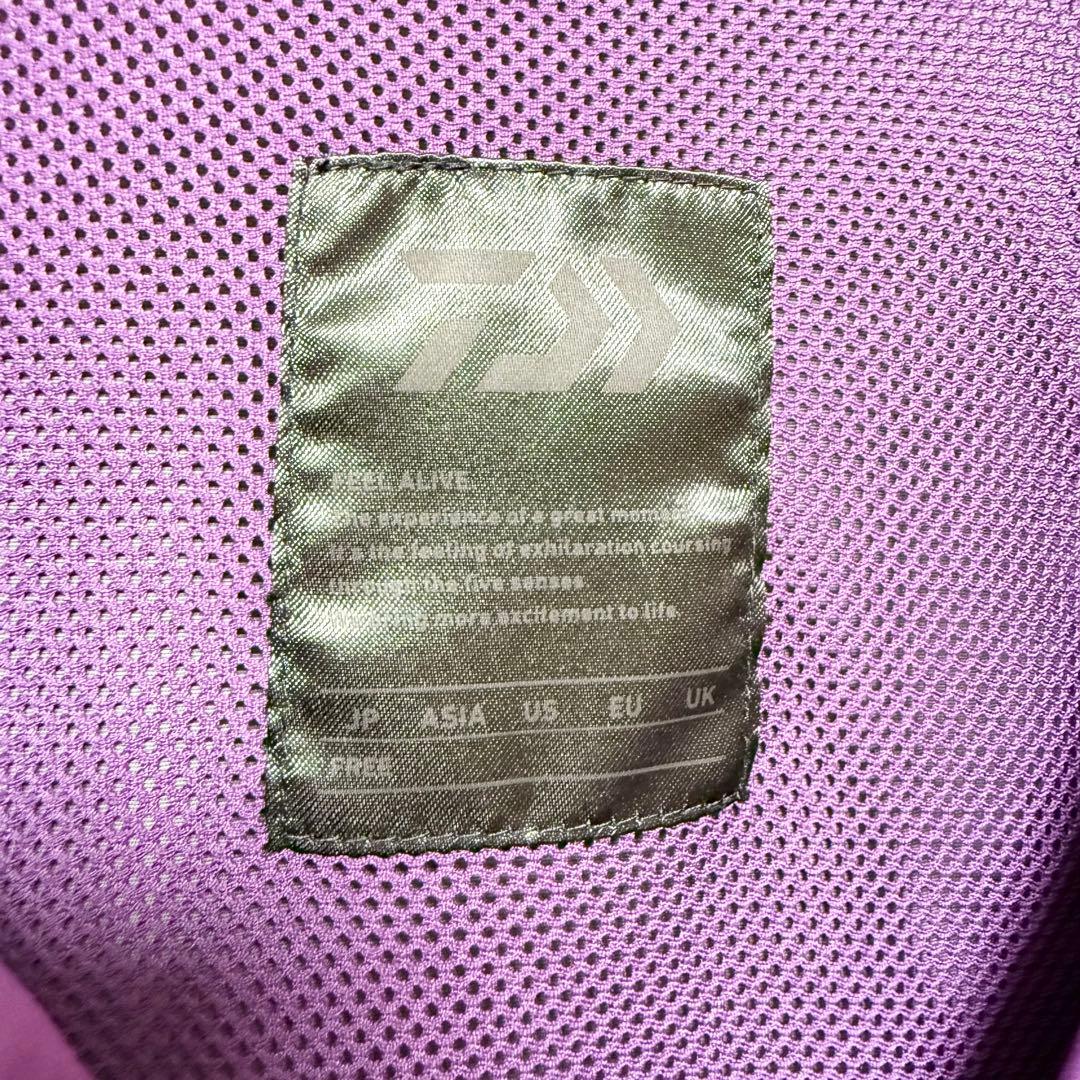 FEEL ALIVE.
The experience of a great moment
It's the feeling of exhilaration coursing
through the five senses
bring more excitement to life.
JP ASIA US EU UK
FREE